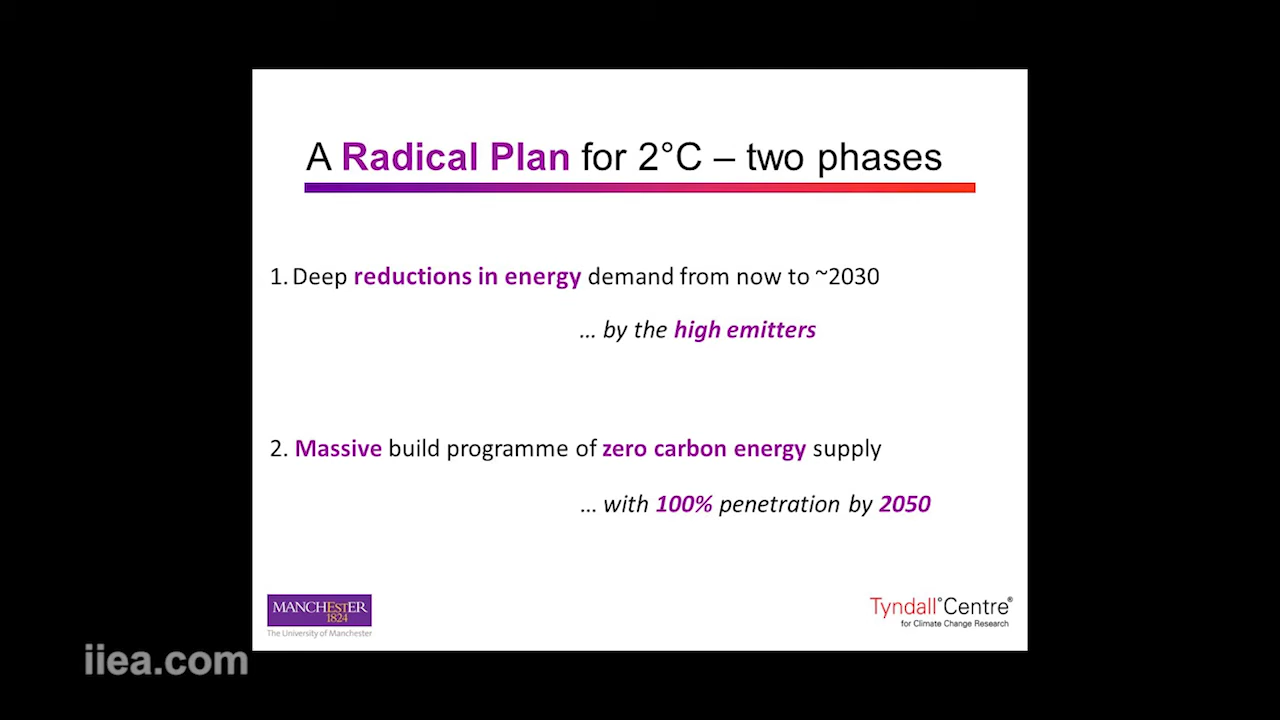 A Radical Plan for 2°C – two phases
1. Deep reductions in energy demand from now to ~2030
... by the high emitters
2. Massive build programme of zero carbon energy supply
... with 100% penetration by 2050
MANCHESTER
1824
The University of Manchester
Tyndall°Centre®
for Climate Change Research
iiea.com